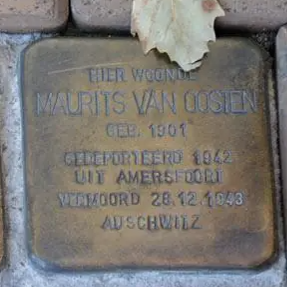 HIER WOONDE
MAURITS VAN OOSTEN
GEB. 1901
GEDEPORTEERD 1942
UIT AMERSFOORT
VERMOORD 28.12.1943
AUSCHWITZ